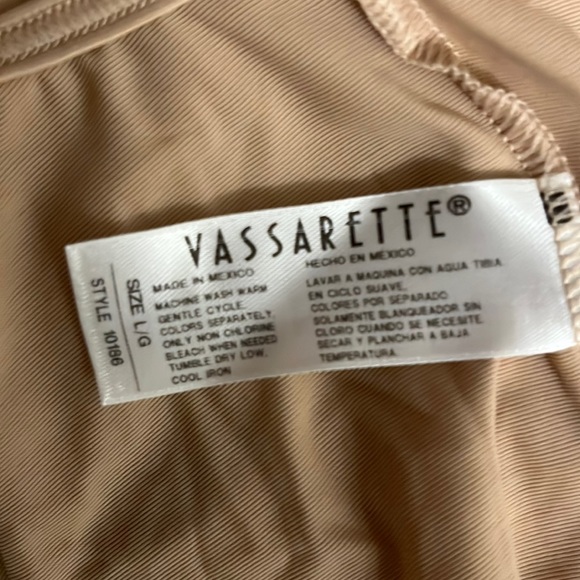 VASSARETTE®
MADE IN MEXICO
MACHINE WASH WARM
GENTLE CYCLE.
COLORS SEPARATELY.
ONLY NON CHLORINE
BLEACH WHEN NEEDED
TUMBLE DRY LOW.
COOL IRON
HECHO EN MEXICO
LAVAR A MAQUINA CON AGUA TIBIA
EN CICLO SUAVE.
COLORES POR SEPARADO.
SOLAMENTE BLANQUEADOR SIN
CLORO CUANDO SE NECESITE.
SECAR Y PLANCHAR A BAJA
TEMPERATURA.
SIZE L/G
STYLE 10186